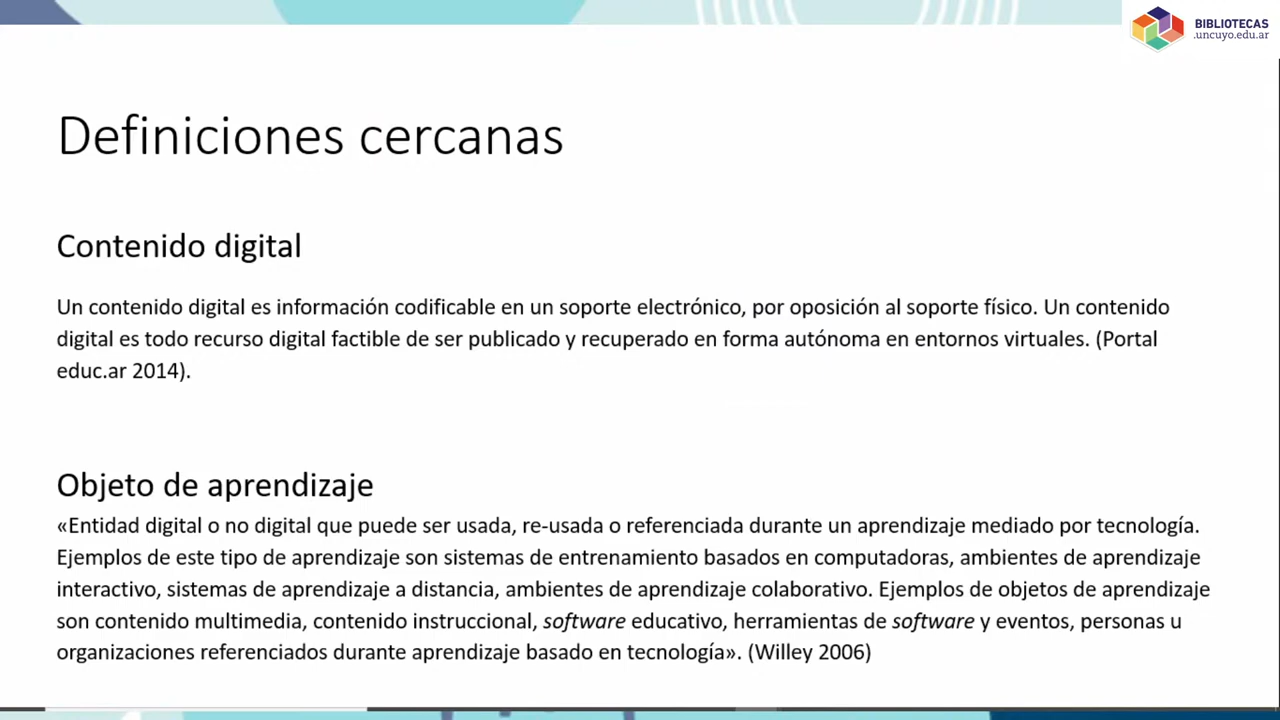 BIBLIOTECAS
.uncuyo.edu.ar
Definiciones cercanas
Contenido digital
Un contenido digital es información codificable en un soporte electrónico, por oposición al soporte físico. Un contenido
digital es todo recurso digital factible de ser publicado y recuperado en forma autónoma en entornos virtuales. (Portal
educ.ar 2014).
Objeto de aprendizaje
«Entidad digital o no digital que puede ser usada, re-usada o referenciada durante un aprendizaje mediado por tecnología.
Ejemplos de este tipo de aprendizaje son sistemas de entrenamiento basados en computadoras, ambientes de aprendizaje
interactivo, sistemas de aprendizaje a distancia, ambientes de aprendizaje colaborativo. Ejemplos de objetos de aprendizaje
son contenido multimedia, contenido instruccional, software educativo, herramientas de software y eventos, personas u
organizaciones referenciados durante aprendizaje basado en tecnología». (Willey 2006)